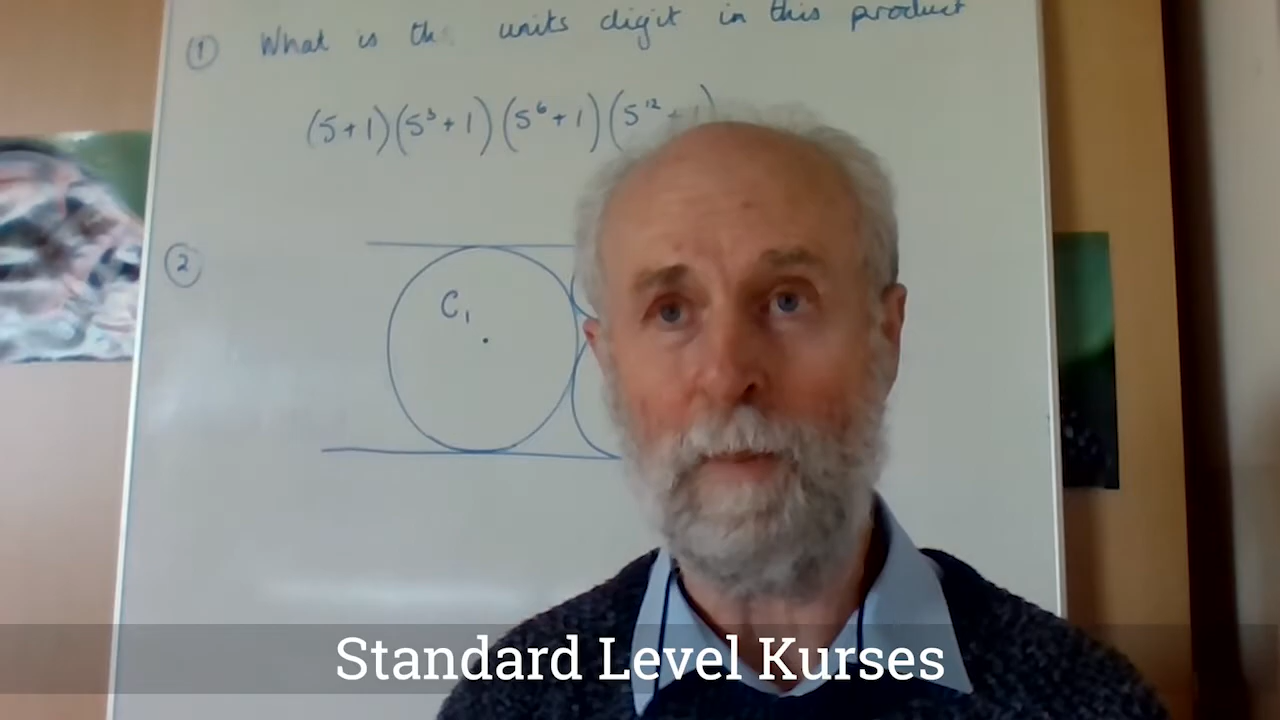 ① What is the units digit in this product
(5+1)(5³+1)(5⁶+1)(5¹²+1)
②
C₁
Standard Level Kurses